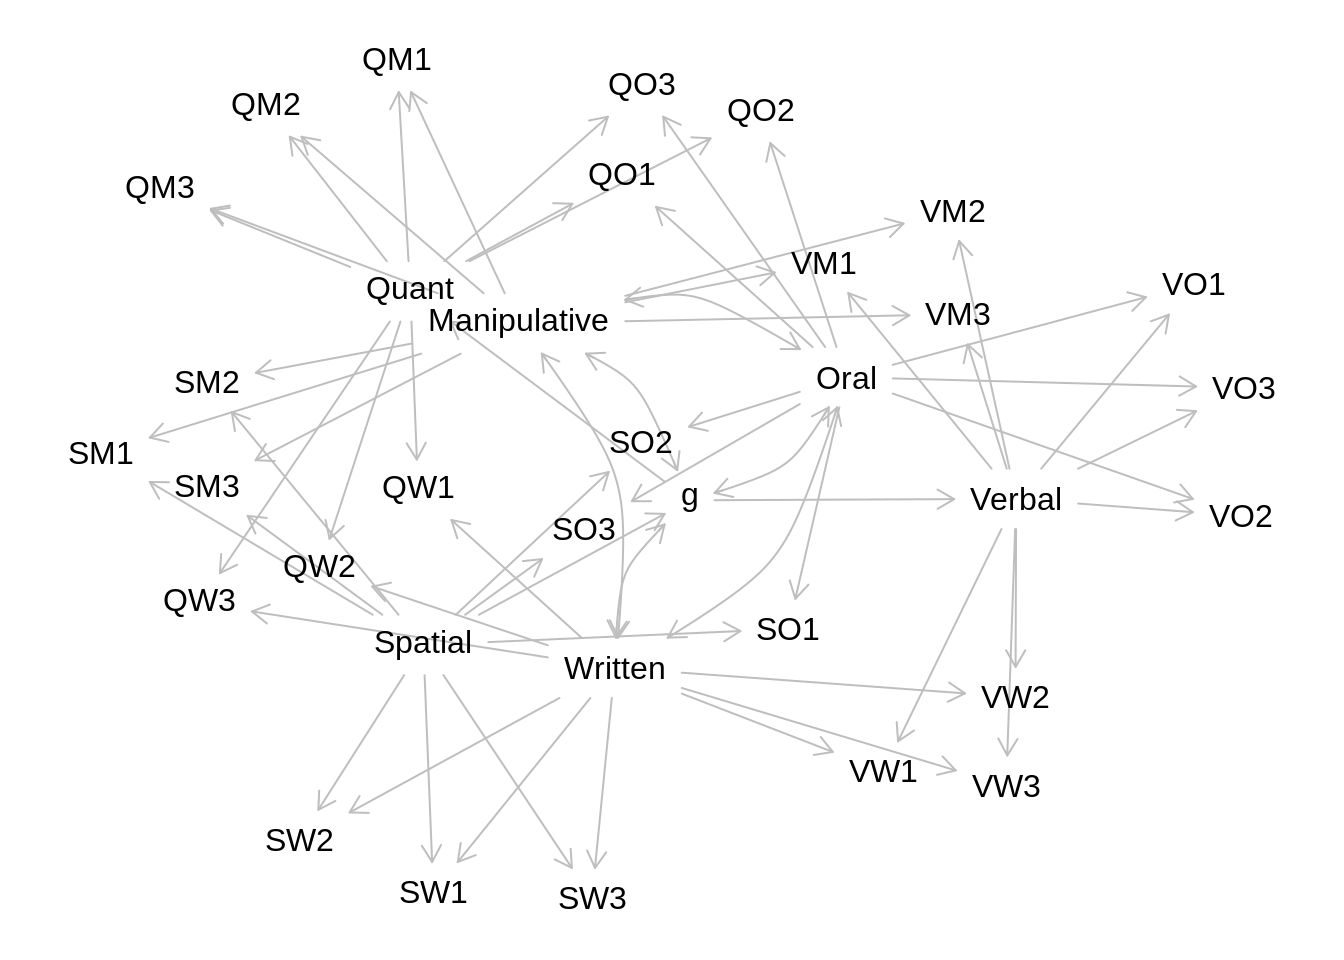 QM1
QO3
QM2
QO2
QO1
QM3
VM2
VM1
VO1
Quant
VM3
Manipulative
Oral
SM2
VO3
SO2
SM1
SM3
QW1
g
Verbal
VO2
SO3
QW2
QW3
SO1
Spatial
Written
VW2
VW1
VW3
SW2
SW1
SW3